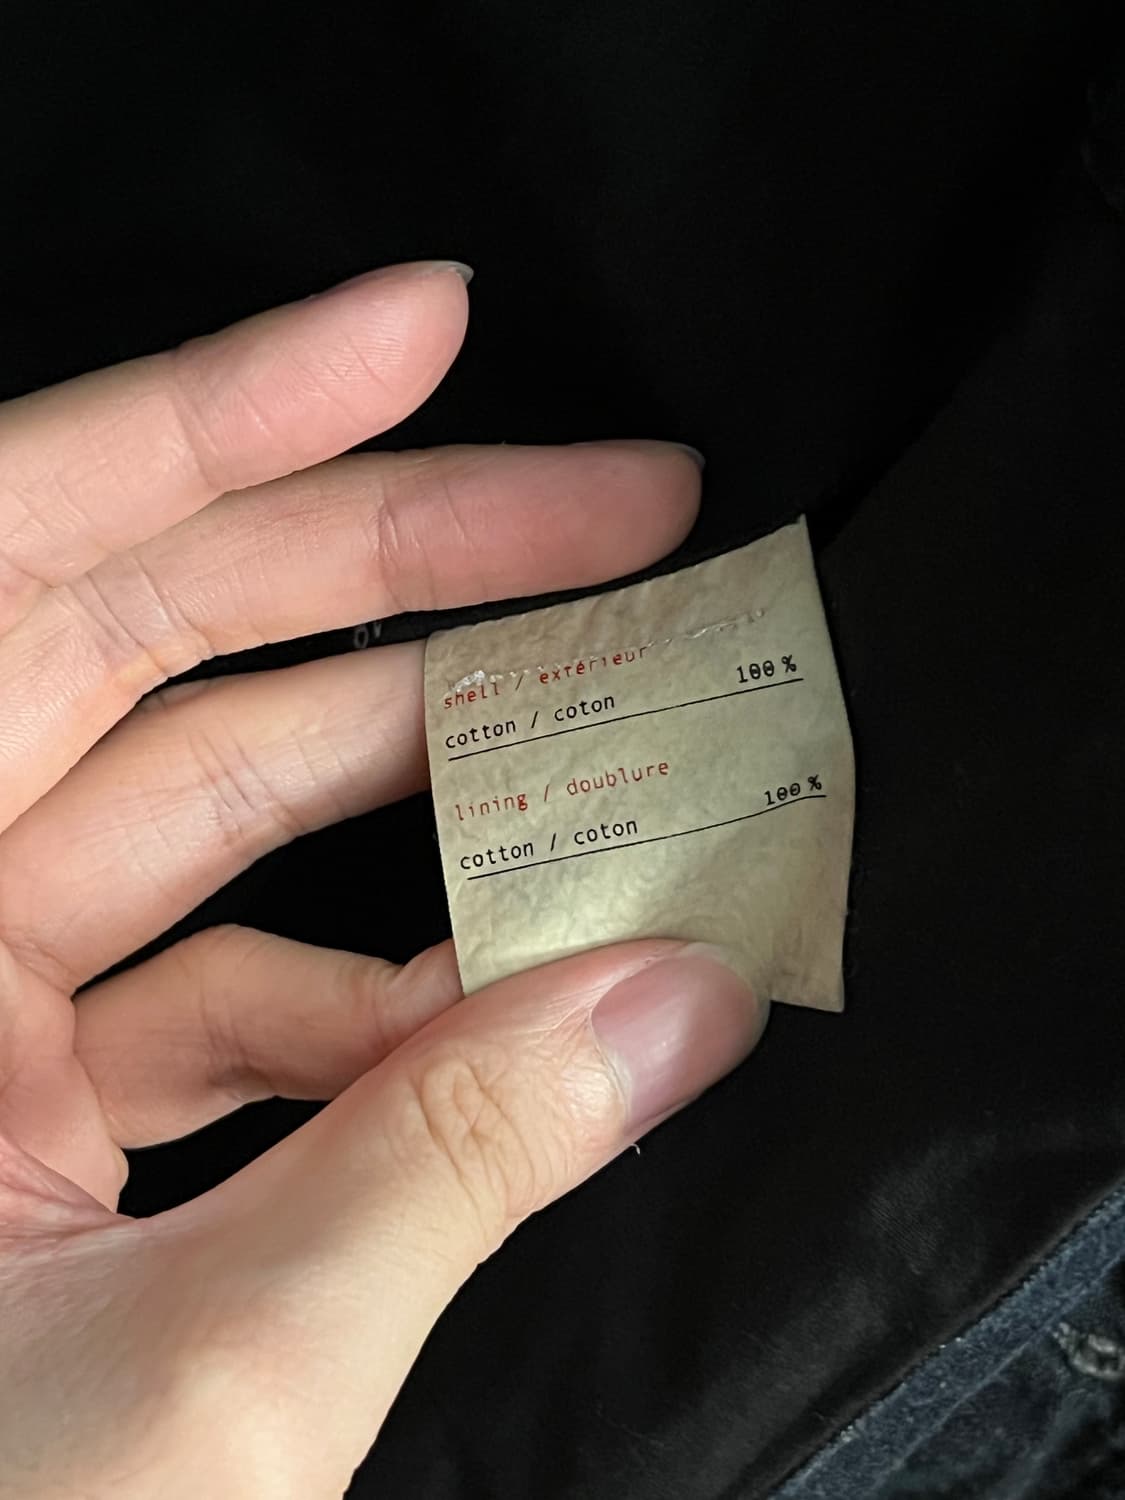 shell / extérieur
100 %
cotton / coton
lining / doublure
100 %
cotton / coton